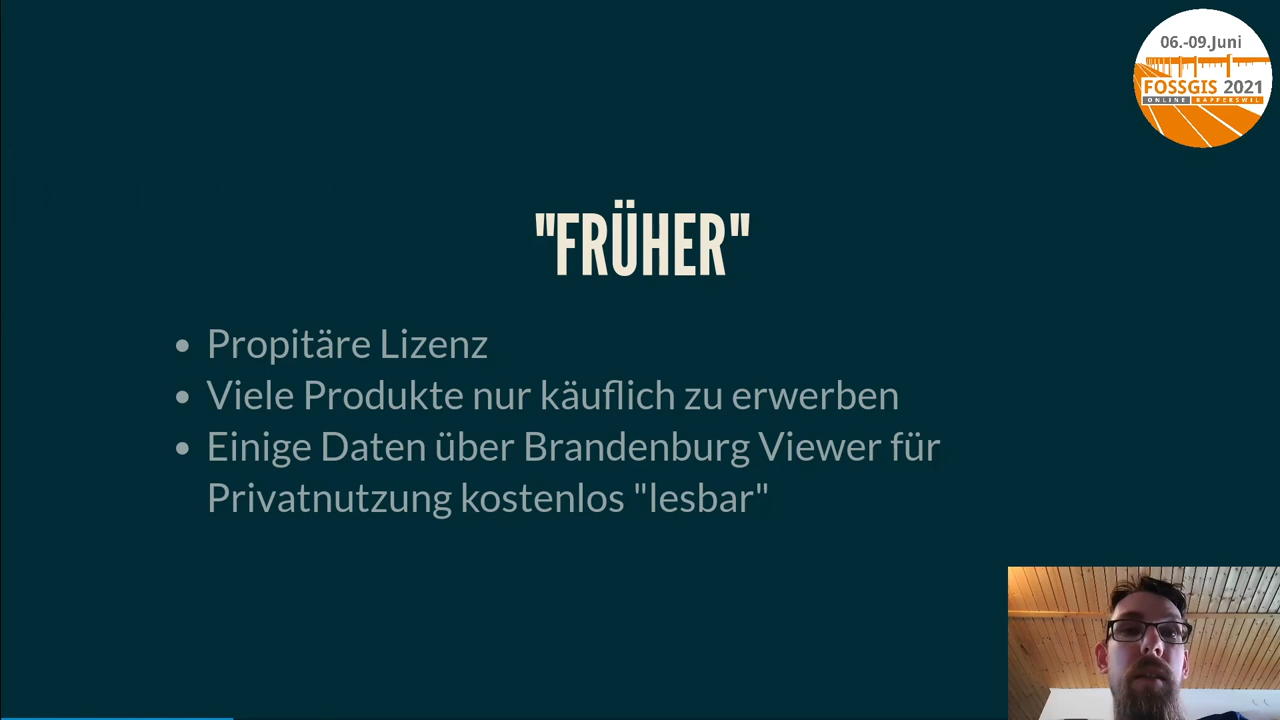 06.-09.Juni
FOSSGIS 2021
ONLINE RAPPERSWIL
"FRÜHER"
Propitäre Lizenz
Viele Produkte nur käuflich zu erwerben
Einige Daten über Brandenburg Viewer für
Privatnutzung kostenlos "lesbar"